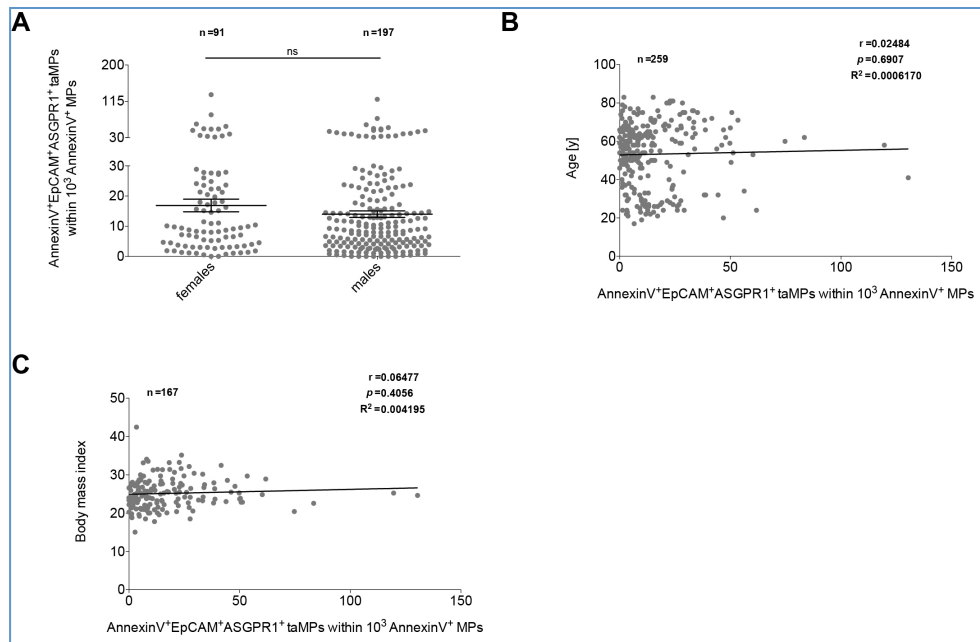 A
n=91
n=197
ns
AnnexinV⁺EpCAM⁺ASGPR1⁺ taMPs
within 10³ AnnexinV⁺ MPs
200
115
30
30
20
10
0
females
males
B
n=259
r=0.02484
p=0.6907
R²=0.0006170
Age [y]
100
80
60
40
20
0
0
50
100
150
AnnexinV⁺EpCAM⁺ASGPR1⁺ taMPs within 10³ AnnexinV⁺ MPs
C
n=167
r=0.06477
p=0.4056
R²=0.004195
Body mass index
50
40
30
20
10
0
0
50
100
150
AnnexinV⁺EpCAM⁺ASGPR1⁺ taMPs within 10³ AnnexinV⁺ MPs